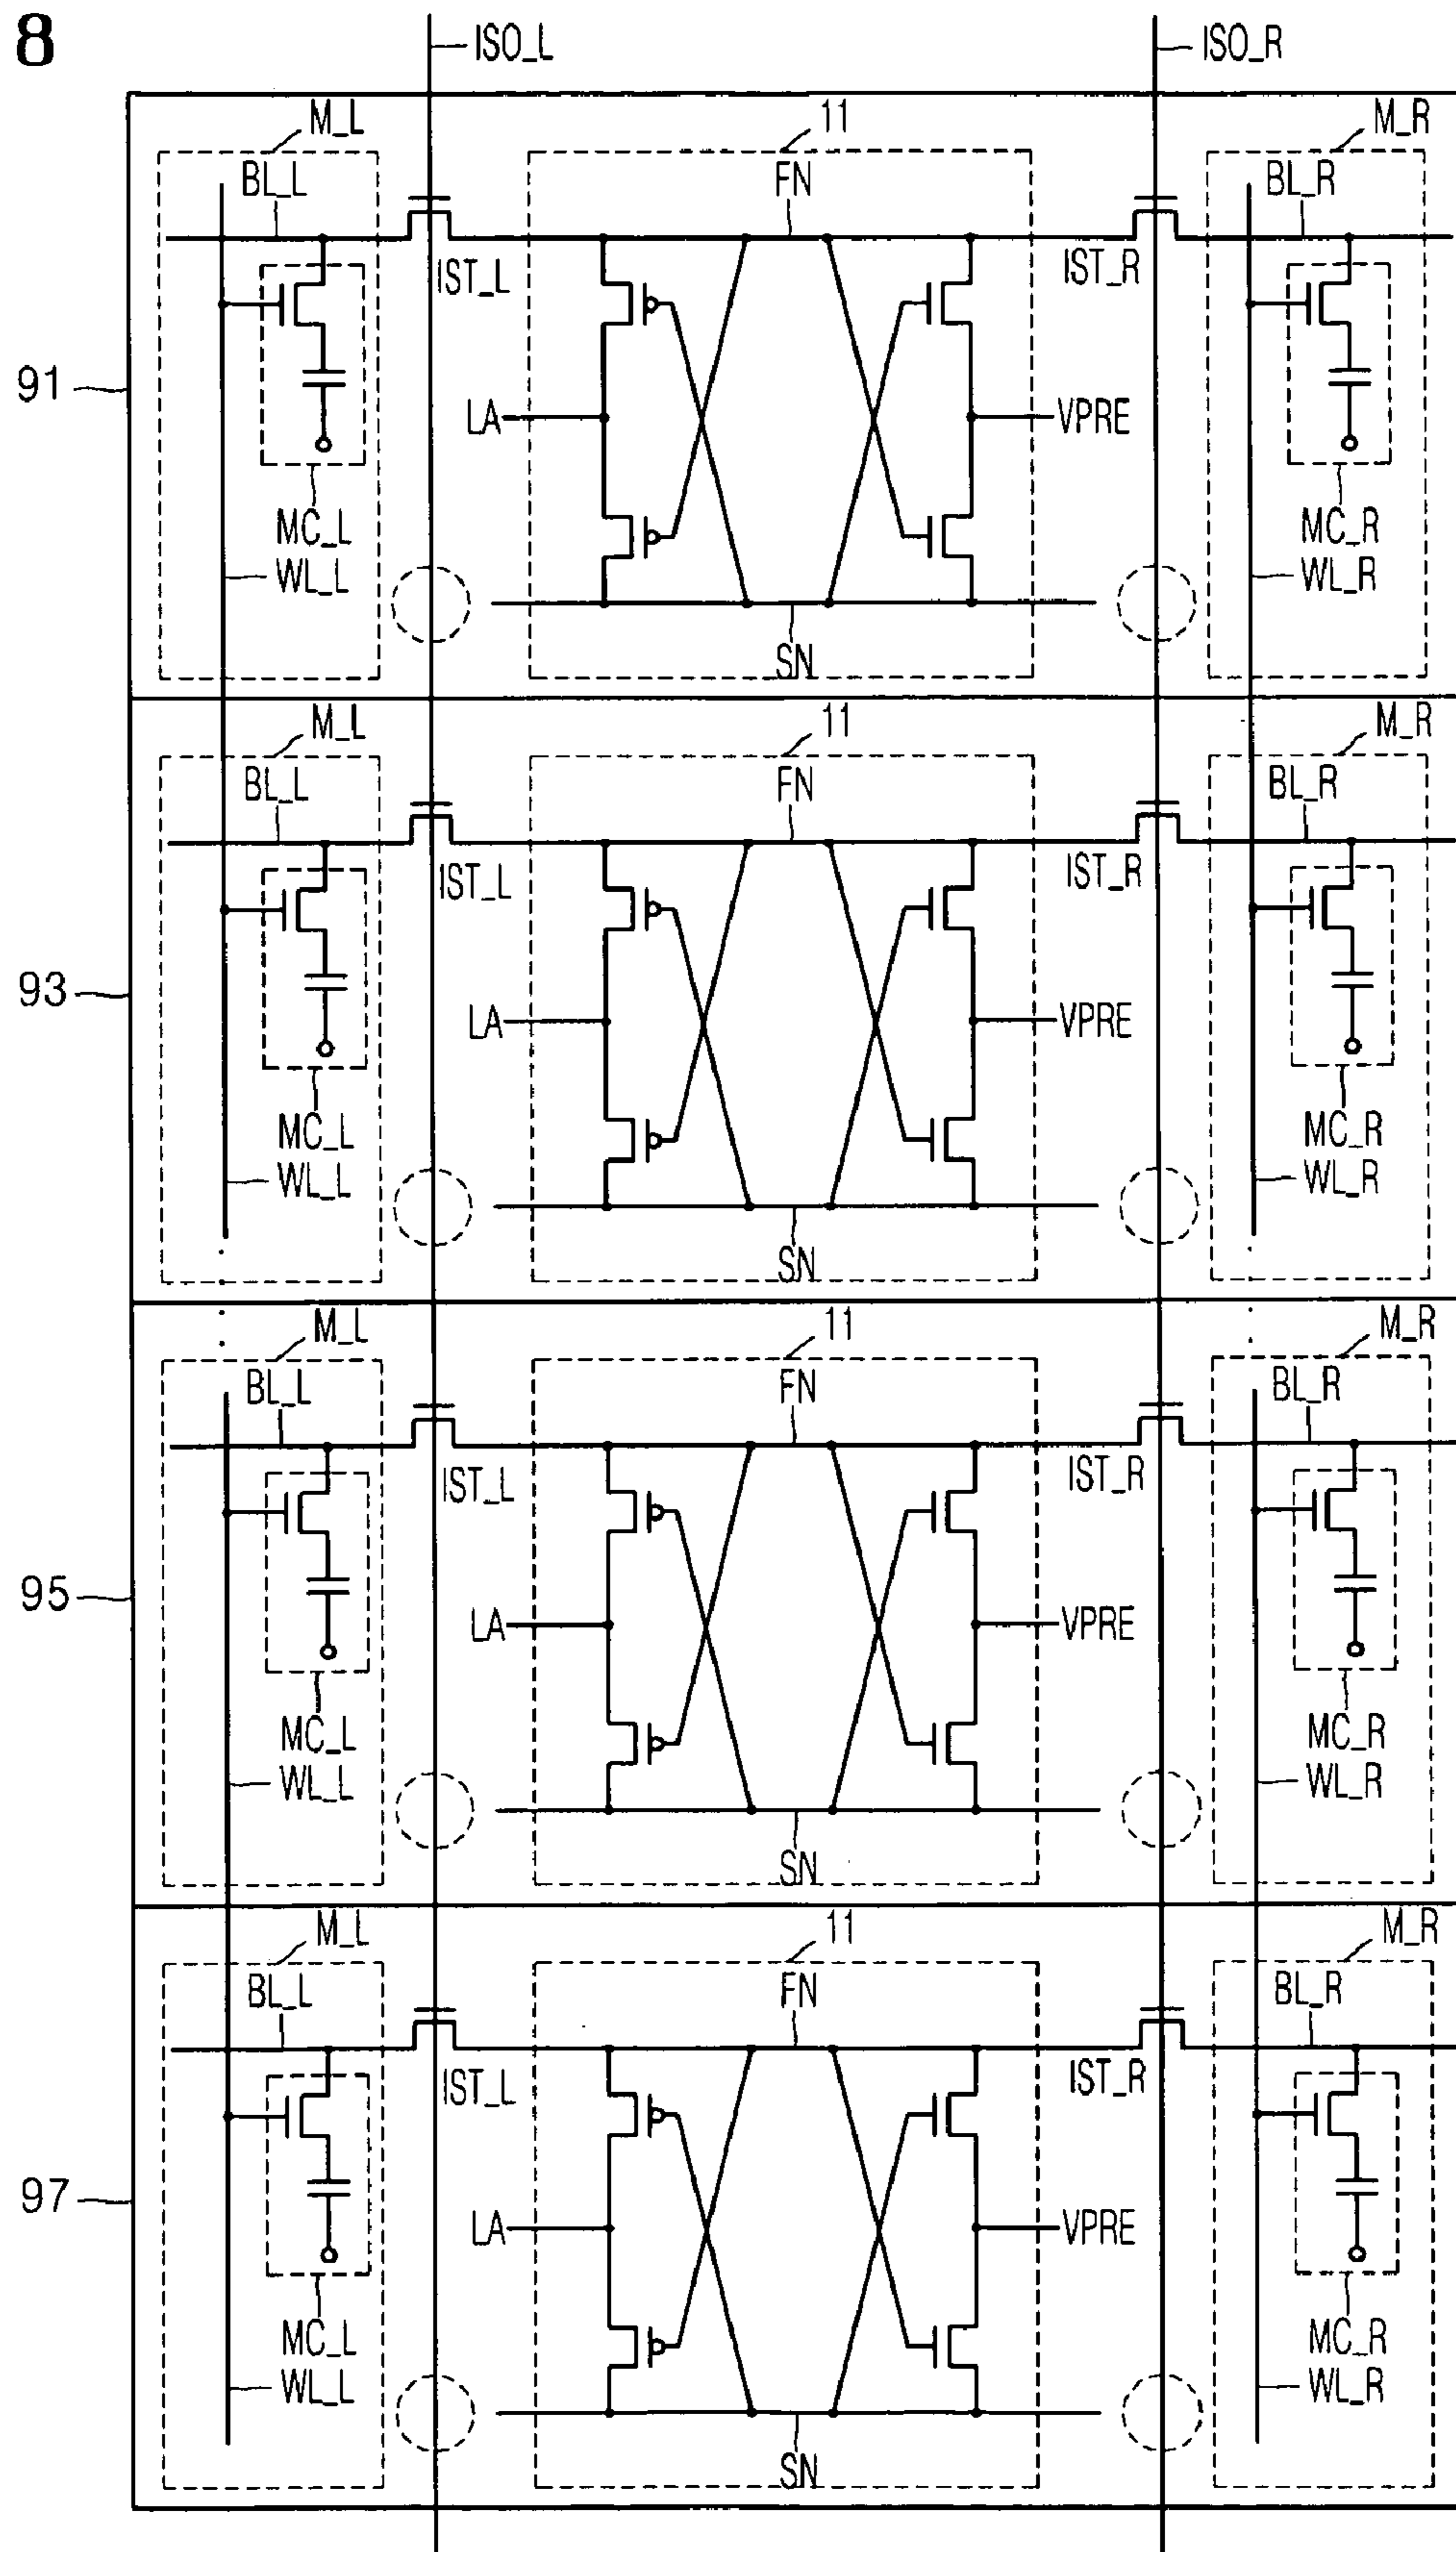 8
ISO_L ISO_R
M_L 11 M_R
BL_L FN BL_R
IST_L IST_R
91
LA VPRE
MC_L MC_R
WL_L WL_R
SN
M_L 11 M_R
BL_L FN BL_R
IST_L IST_R
93
LA VPRE
MC_L MC_R
WL_L WL_R
SN
M_L 11 M_R
BL_L FN BL_R
IST_L IST_R
95
LA VPRE
MC_L MC_R
WL_L WL_R
SN
M_L 11 M_R
BL_L FN BL_R
IST_L IST_R
97
LA VPRE
MC_L MC_R
WL_L WL_R
SN